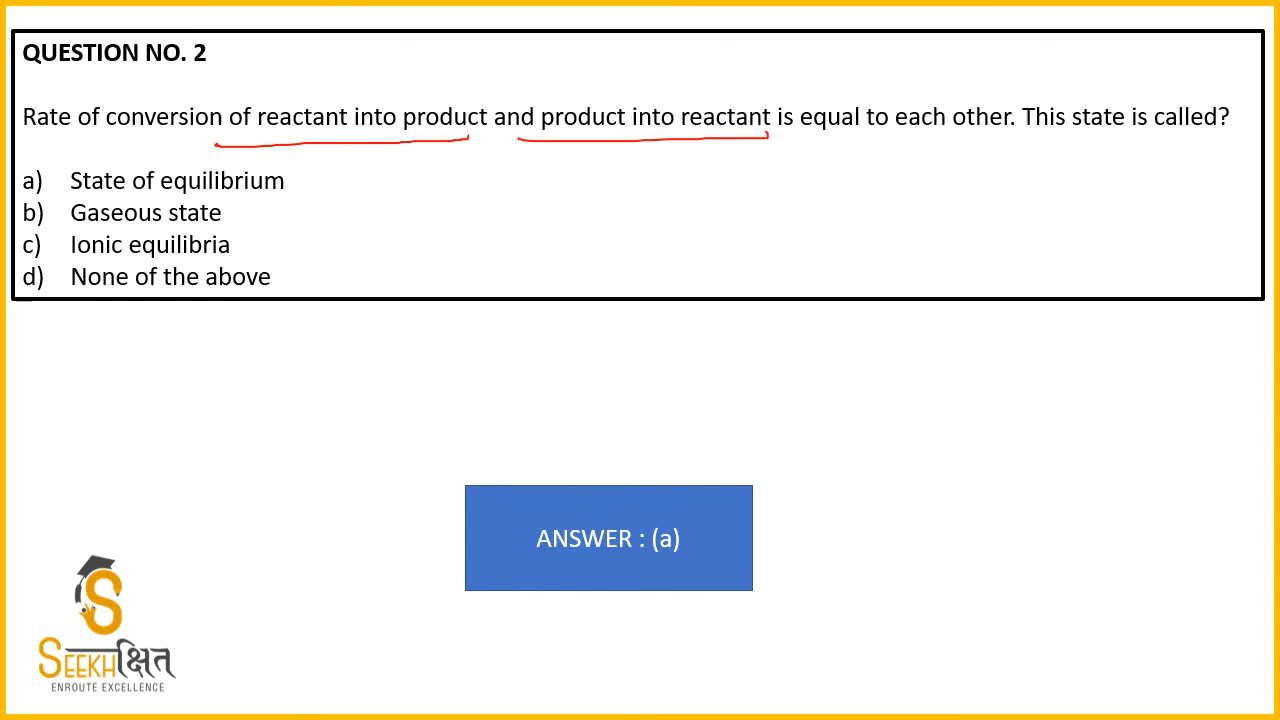 QUESTION NO. 2
Rate of conversion of reactant into product and product into reactant is equal to each other. This state is called?
a) State of equilibrium
b) Gaseous state
c) Ionic equilibria
d) None of the above
ANSWER : (a)
S
SEEKHक्षित
ENROUTE EXCELLENCE